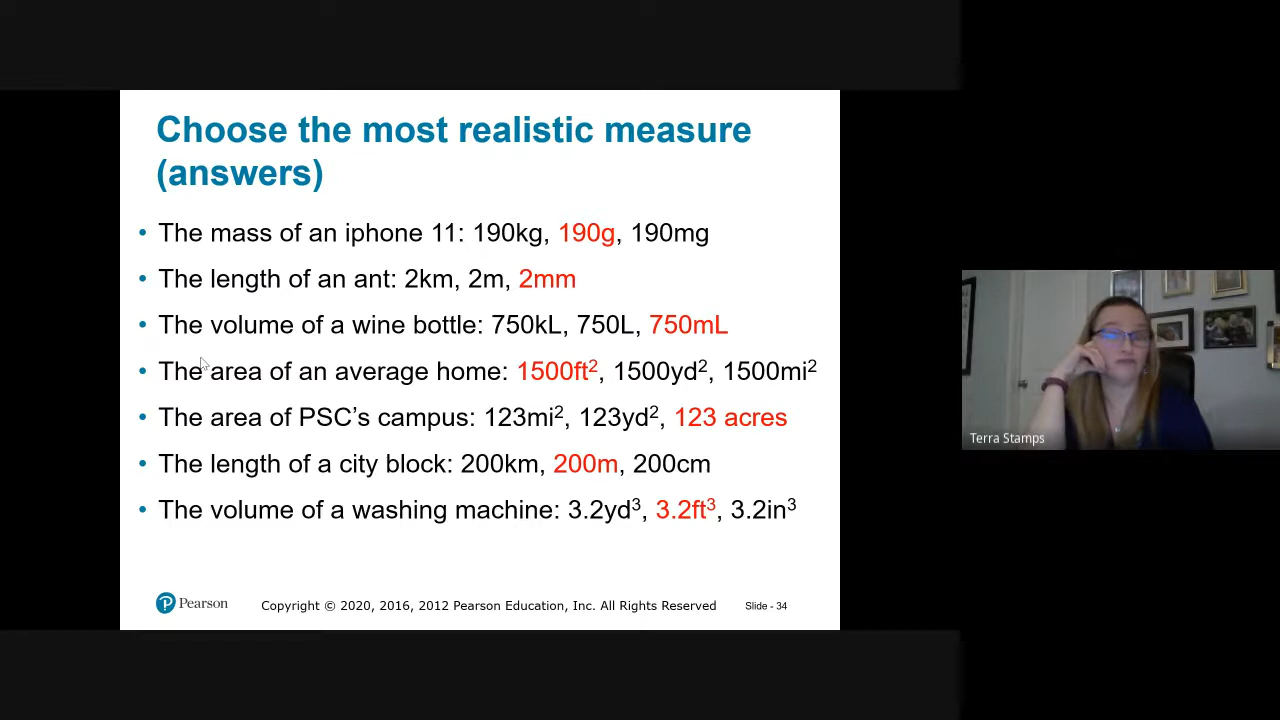 Choose the most realistic measure
(answers)
• The mass of an iphone 11: 190kg, 190g, 190mg
• The length of an ant: 2km, 2m, 2mm
• The volume of a wine bottle: 750kL, 750L, 750mL
• The area of an average home: 1500ft², 1500yd², 1500mi²
• The area of PSC’s campus: 123mi², 123yd², 123 acres
• The length of a city block: 200km, 200m, 200cm
• The volume of a washing machine: 3.2yd³, 3.2ft³, 3.2in³
Pearson
Copyright © 2020, 2016, 2012 Pearson Education, Inc. All Rights Reserved
Slide - 34
Terra Stamps